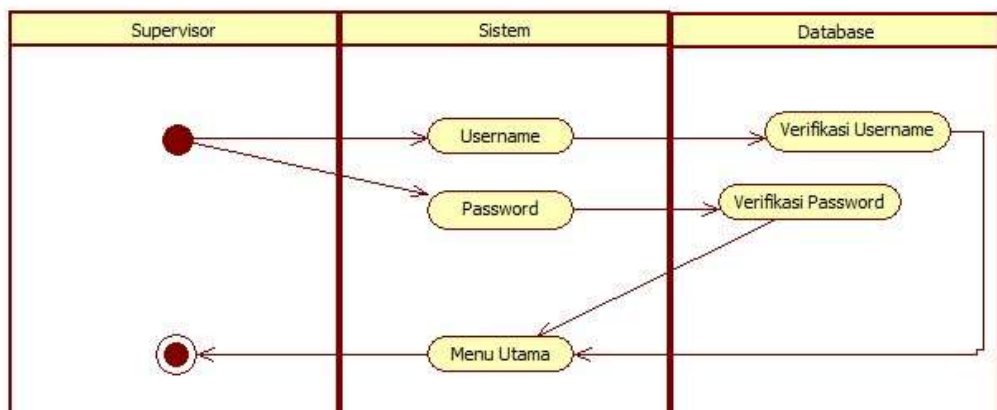 Supervisor
Sistem
Database
Username
Verifikasi Username
Password
Verifikasi Password
Menu Utama